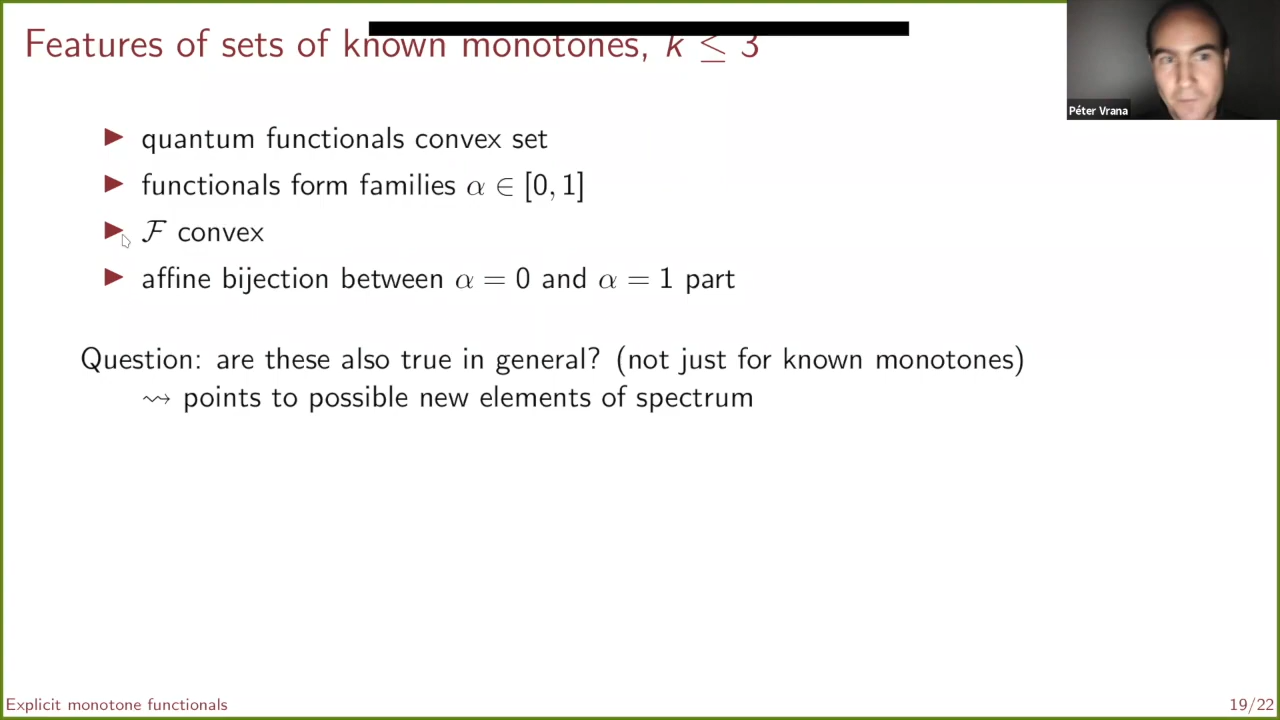 Features of sets of known monotones, k ≤ 3
Péter Vrana
▶ quantum functionals convex set
▶ functionals form families α ∈ [0, 1]
▶ ℱ convex
▶ affine bijection between α = 0 and α = 1 part
Question: are these also true in general? (not just for known monotones)
⇝ points to possible new elements of spectrum
Explicit monotone functionals
19/22